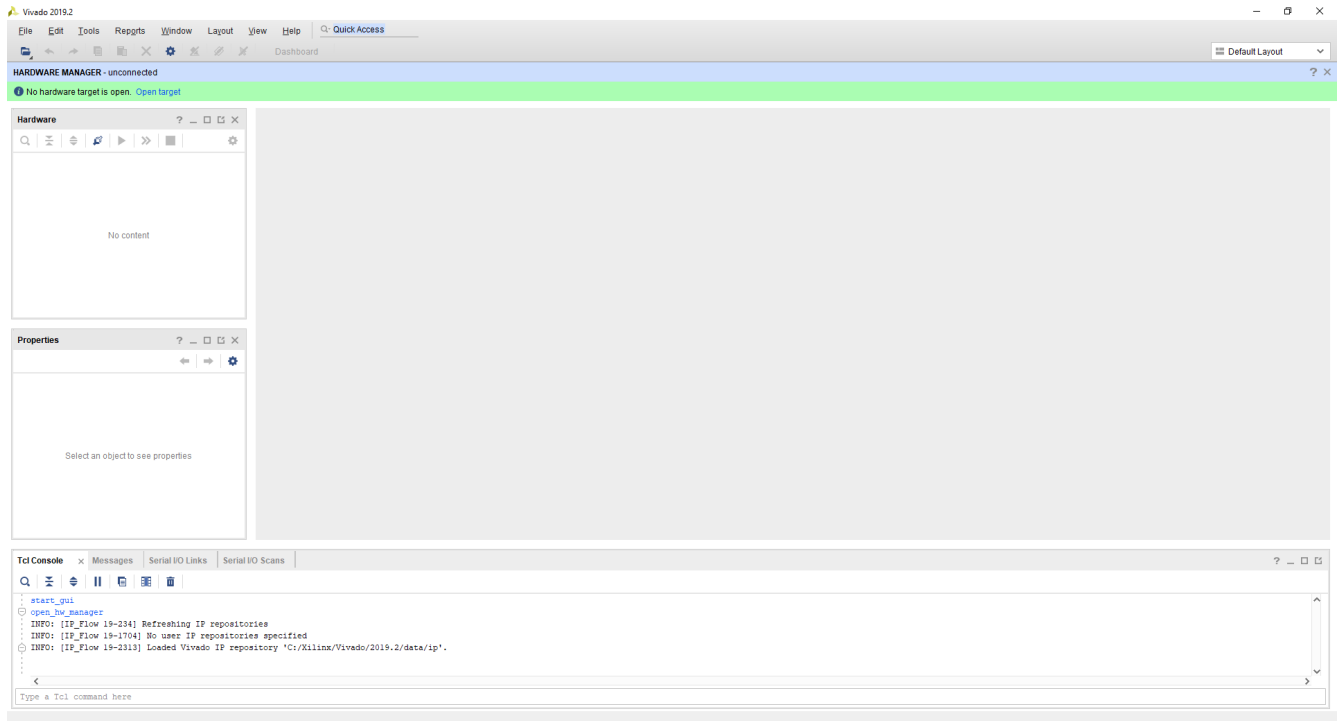 Vivado 2019.2
File Edit Tools Reports Window Layout View Help Quick Access
Dashboard Default Layout
HARDWARE MANAGER - unconnected
No hardware target is open. Open target
Hardware
No content
Properties
Select an object to see properties
Tcl Console Messages Serial I/O Links Serial I/O Scans
start_gui
open_hw_manager
INFO: [IP_Flow 19-234] Refreshing IP repositories
INFO: [IP_Flow 19-1704] No user IP repositories specified
INFO: [IP_Flow 19-2313] Loaded Vivado IP repository 'C:/Xilinx/Vivado/2019.2/data/ip'.
Type a Tcl command here